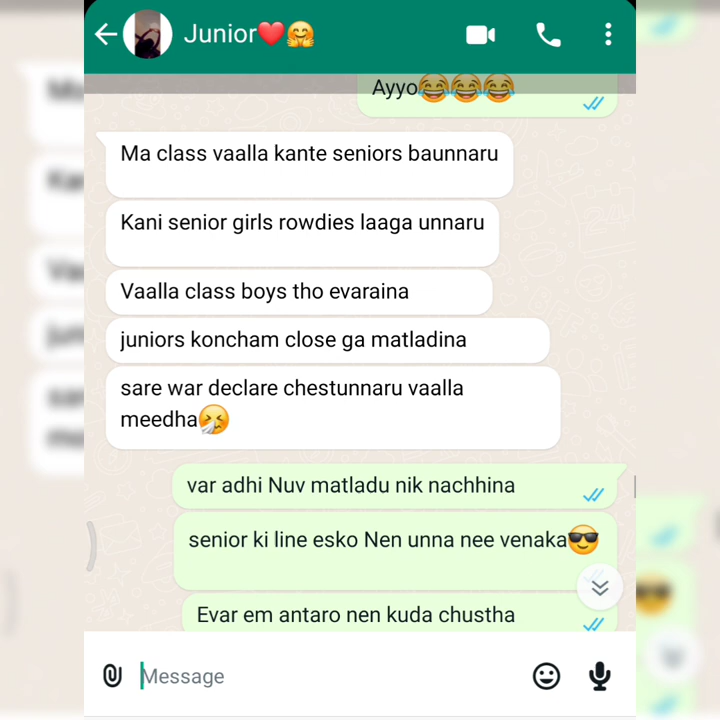 Junior❤️🤗
Ayyo😂😂😂
Ma class vaalla kante seniors baunnaru
Kani senior girls rowdies laaga unnaru
Vaalla class boys tho evaraina
juniors koncham close ga matladina
sare war declare chestunnaru vaalla
meedha🤧
var adhi Nuv matladu nik nachhina
senior ki line esko Nen unna nee venaka😎
Evar em antaro nen kuda chustha
Message